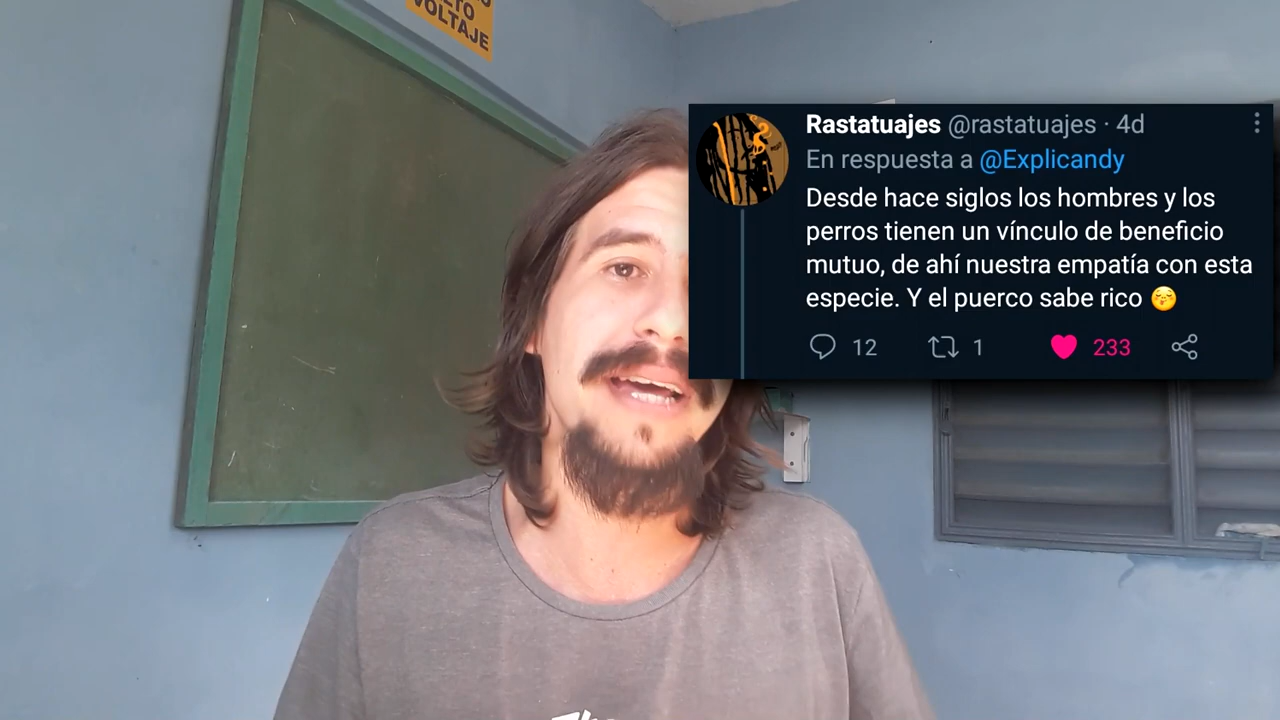 ALTO
VOLTAJE
Rastatuajes @rastatuajes · 4d
En respuesta a @Explicandy
Desde hace siglos los hombres y los
perros tienen un vínculo de beneficio
mutuo, de ahí nuestra empatía con esta
especie. Y el puerco sabe rico 😋
12 1 233